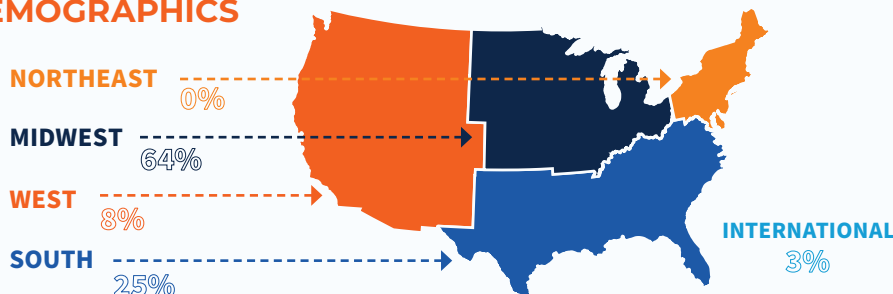 EMOGRAPHICS
NORTHEAST
0%
MIDWEST
64%
WEST
8%
SOUTH
25%
INTERNATIONAL
3%